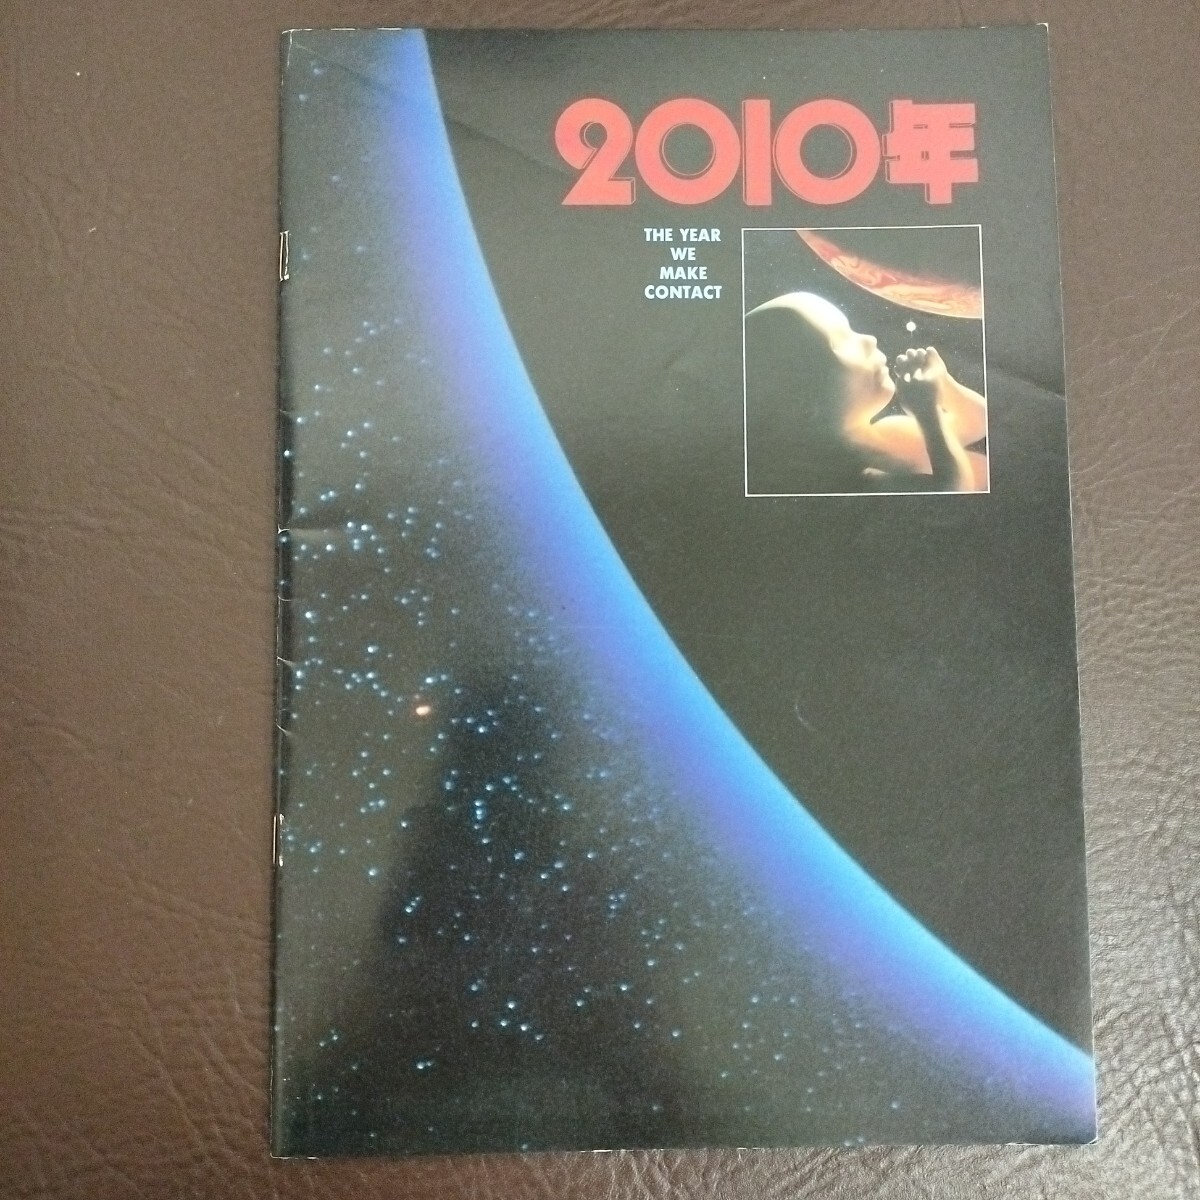 2010年
THE YEAR
WE
MAKE
CONTACT